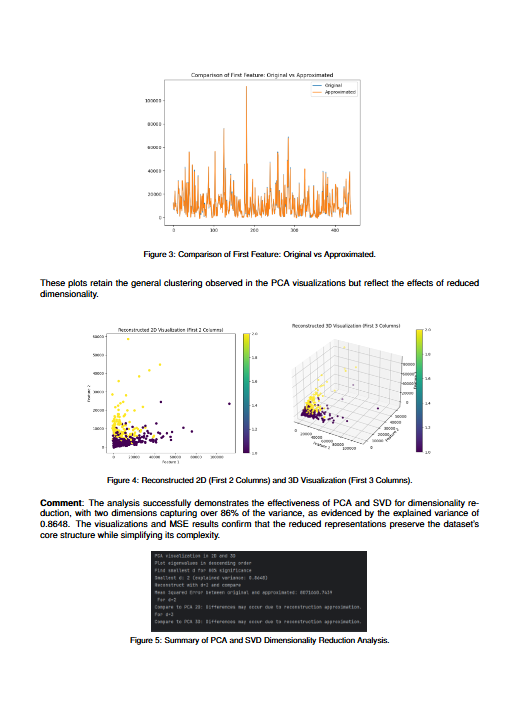 Comparison of First Feature: Original vs Approximated
Original
Approximated
100000
80000
60000
40000
20000
0
0 100 200 300 400
Figure 3: Comparison of First Feature: Original vs Approximated.
These plots retain the general clustering observed in the PCA visualizations but reflect the effects of reduced
dimensionality.
Reconstructed 2D Visualization (First 2 Columns)
60000
50000
40000
30000
20000
10000
0
Feature 2
0 20000 40000 60000 80000 100000
Feature 1
2.0
1.8
1.6
1.4
1.2
1.0
Reconstructed 3D Visualization (First 3 Columns)
2.0
1.8
1.6
1.4
1.2
1.0
Figure 4: Reconstructed 2D (First 2 Columns) and 3D Visualization (First 3 Columns).
Comment: The analysis successfully demonstrates the effectiveness of PCA and SVD for dimensionality re-
duction, with two dimensions capturing over 86% of the variance, as evidenced by the explained variance of
0.8648. The visualizations and MSE results confirm that the reduced representations preserve the dataset's
core structure while simplifying its complexity.
PCA visualization in 2D and 3D
Plot eigenvalues in descending order
Find smallest d for 85% significance
Smallest d: 2 (explained variance: 0.8648)
Reconstruct with d=2 and compare
Mean Squared Error between original and approximated:
For d=2
Compare to PCA 2D: Differences may occur due to reconstruction approximation.
For d=3
Compare to PCA 3D: Differences may occur due to reconstruction approximation.
Figure 5: Summary of PCA and SVD Dimensionality Reduction Analysis.